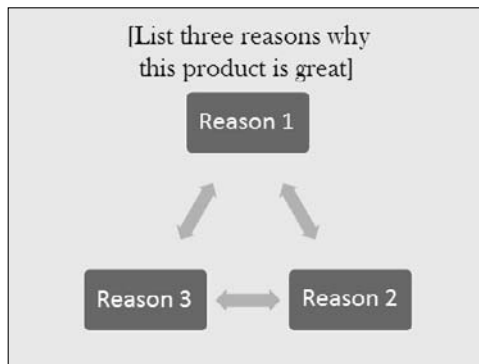 [List three reasons why
this product is great]
Reason 1
Reason 3
Reason 2